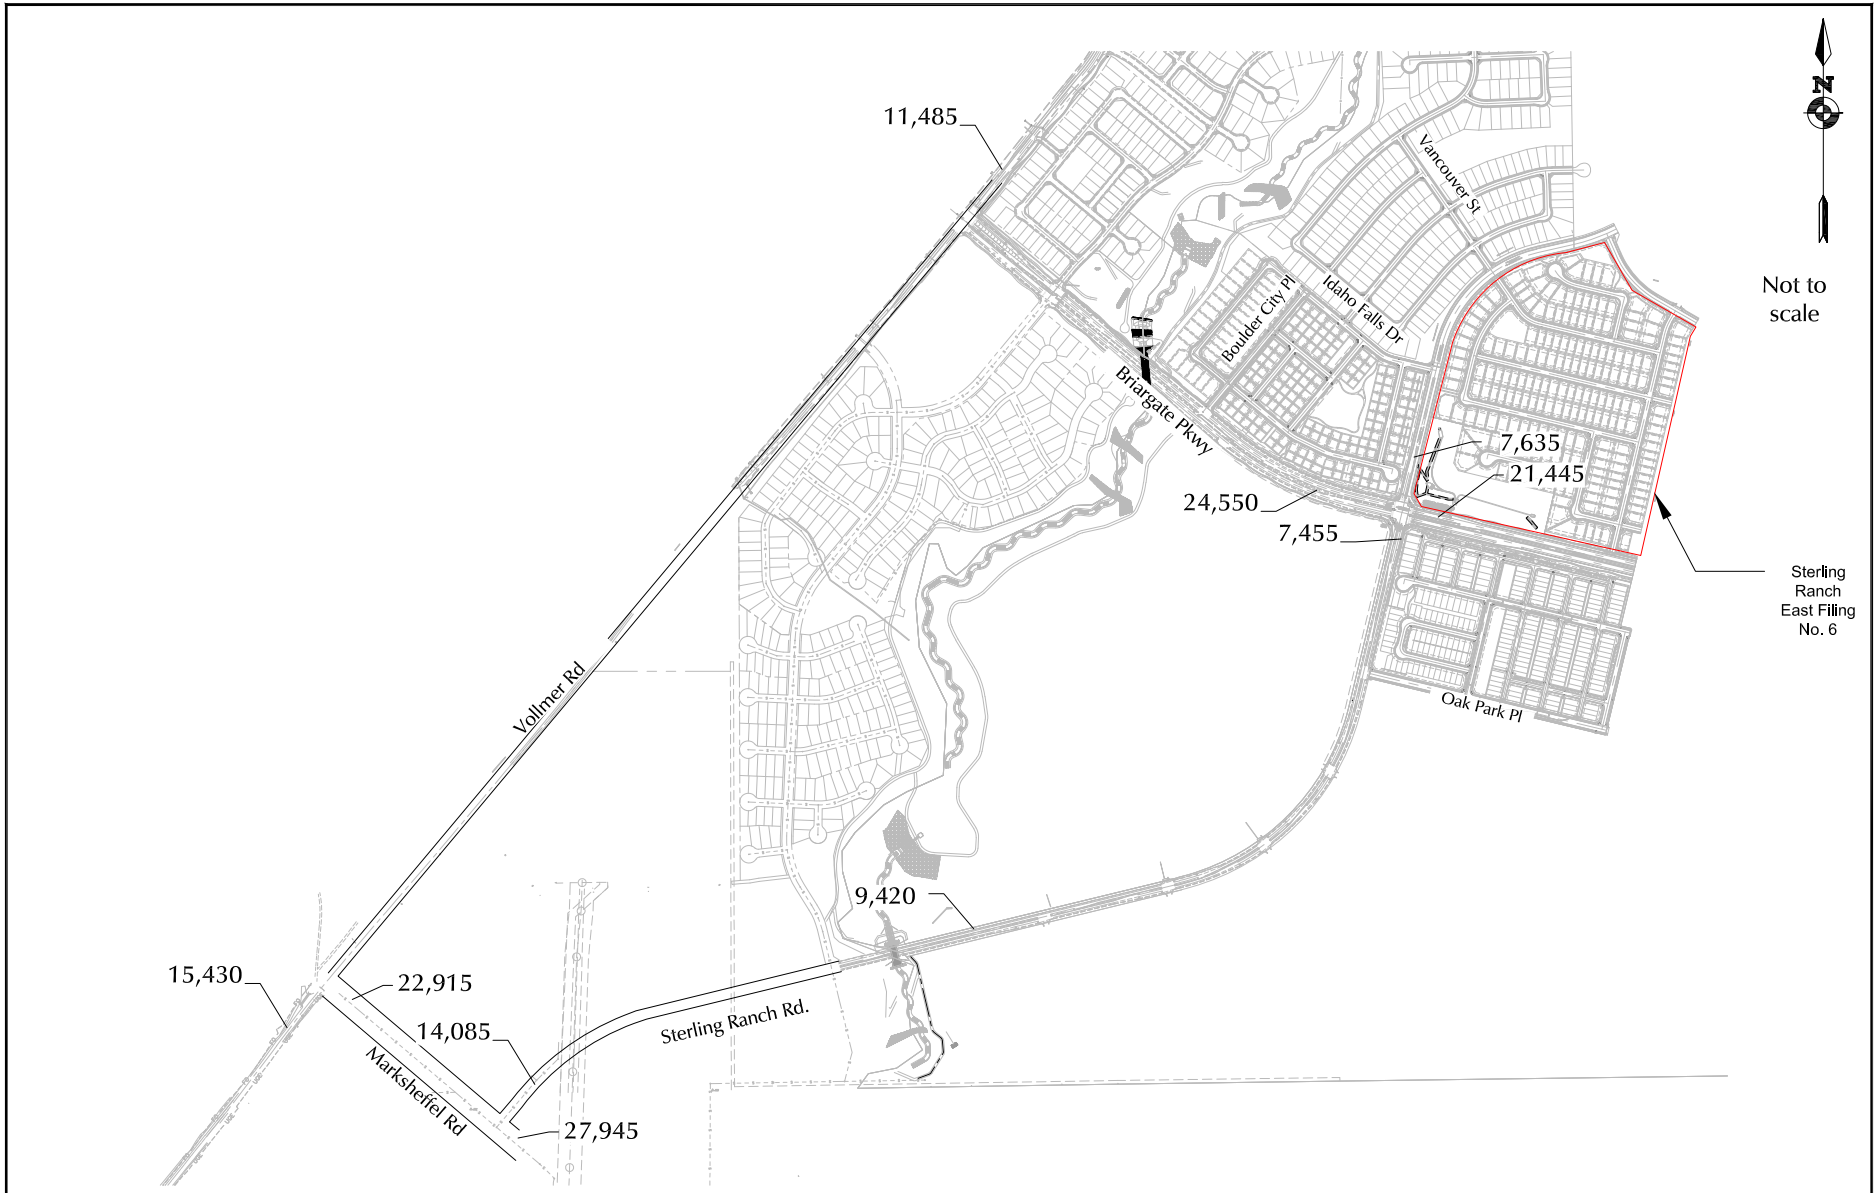 N
Not to
scale
11,485
Vancouver St
Boulder City Pl
Idaho Falls Dr
Briargate Pkwy
7,635
21,445
24,550
7,455
Sterling
Ranch
East Filing
No. 6
Oak Park Pl
Vollmer Rd
9,420
15,430
22,915
14,085
Sterling Ranch Rd.
Marksheffel Rd
27,945